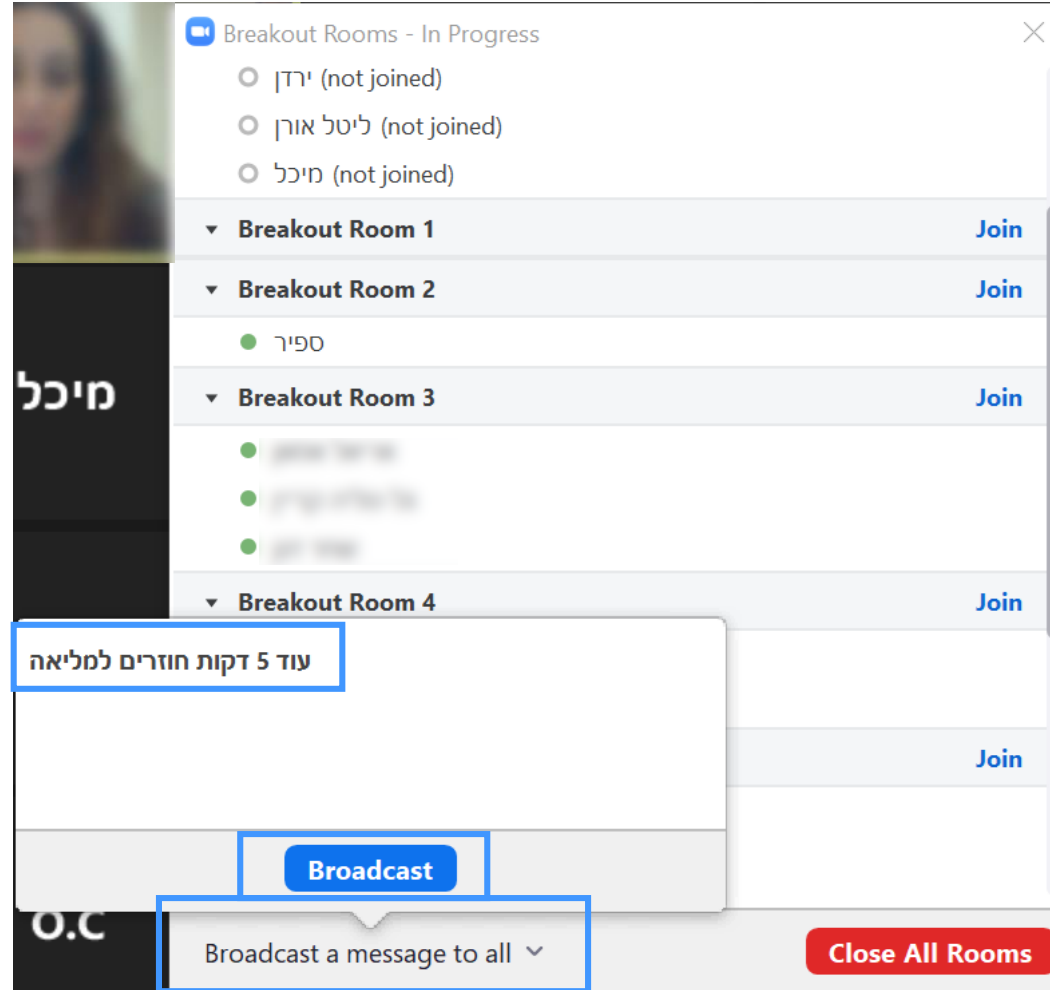 Breakout Rooms - In Progress
ירדן (not joined)
ליטל אורן (not joined)
מיכל (not joined)
Breakout Room 1 Join
Breakout Room 2 Join
ספיר
מיכל
Breakout Room 3 Join
Breakout Room 4 Join
עוד 5 דקות חוזרים למליאה
Join
Broadcast
O.C
Broadcast a message to all
Close All Rooms